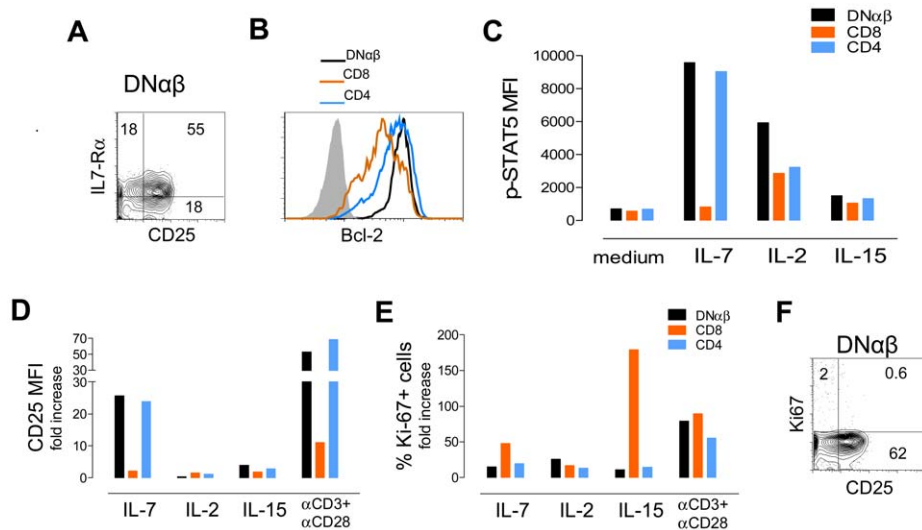 A
DNαβ
18
55
18
IL7-Rα
CD25
B
DNαβ
CD8
CD4
Bcl-2
C
DNαβ
CD8
CD4
p-STAT5 MFI
10000
8000
6000
4000
2000
0
medium IL-7 IL-2 IL-15
D
CD25 MFI
fold increase
70
50
30
30
20
10
0
IL-7 IL-2 IL-15 αCD3+
αCD28
E
DNαβ
CD8
CD4
% Ki-67+ cells
fold increase
200
150
100
50
0
IL-7 IL-2 IL-15 αCD3+
αCD28
F
DNαβ
2
0.6
62
Ki67
CD25